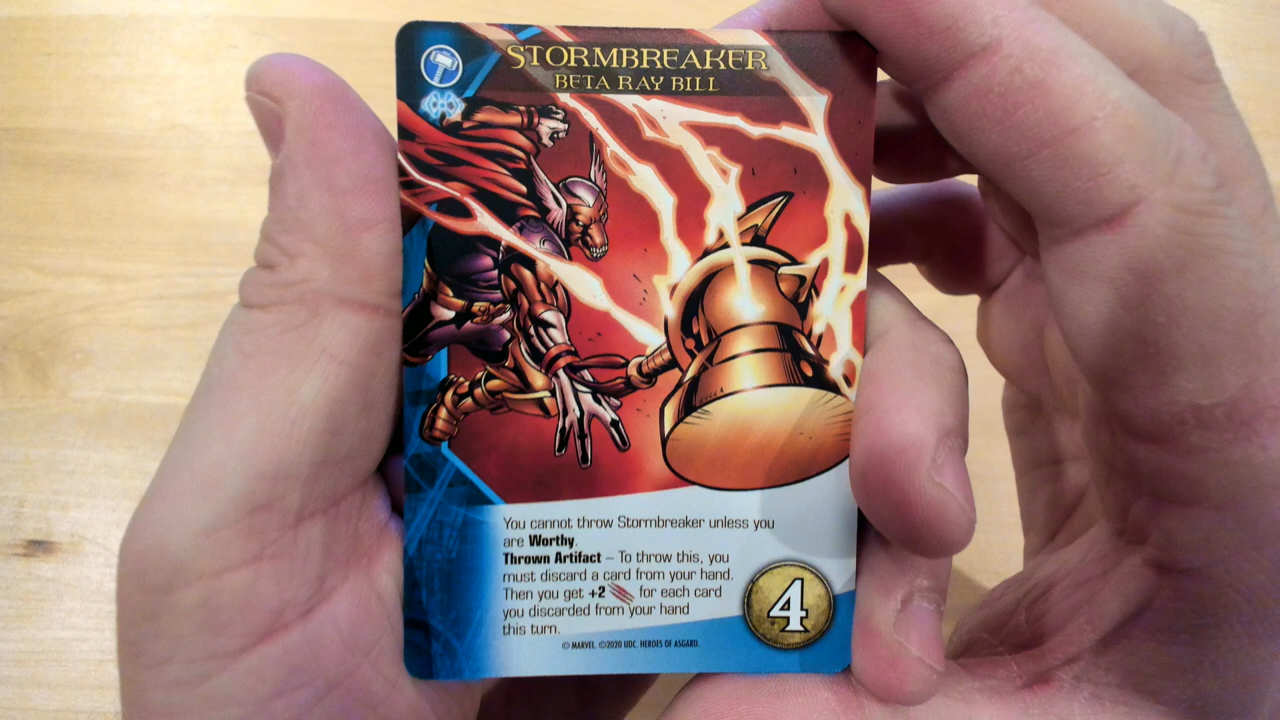 STORMBREAKER
BETA RAY BILL
You cannot throw Stormbreaker unless you
are Worthy.
Thrown Artifact – To throw this, you
must discard a card from your hand.
Then you get +2 for each card
you discarded from your hand
this turn.
4
© MARVEL. ©2020 UDC. HEROES OF ASGARD.